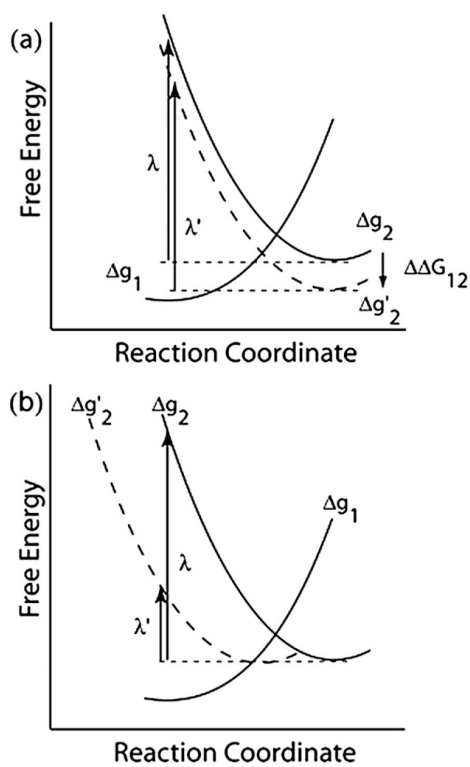 (a)
Free Energy
λ
λ'
Δg₁
Δg₂
ΔΔG₁₂
Δg'₂
Reaction Coordinate
(b)
Δg'₂
Δg₂
Δg₁
Free Energy
λ
λ'
Reaction Coordinate